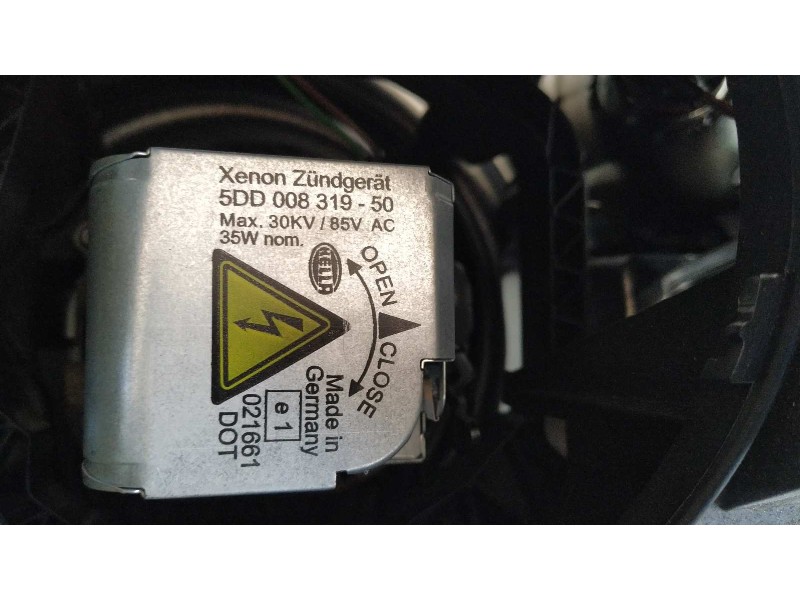 Xenon Zündgerät
5DD 008 319 - 50
Max. 30KV / 85V AC
35W nom.
HELLA
OPEN
CLOSE
Made in
Germany
e 1
021661
DOT